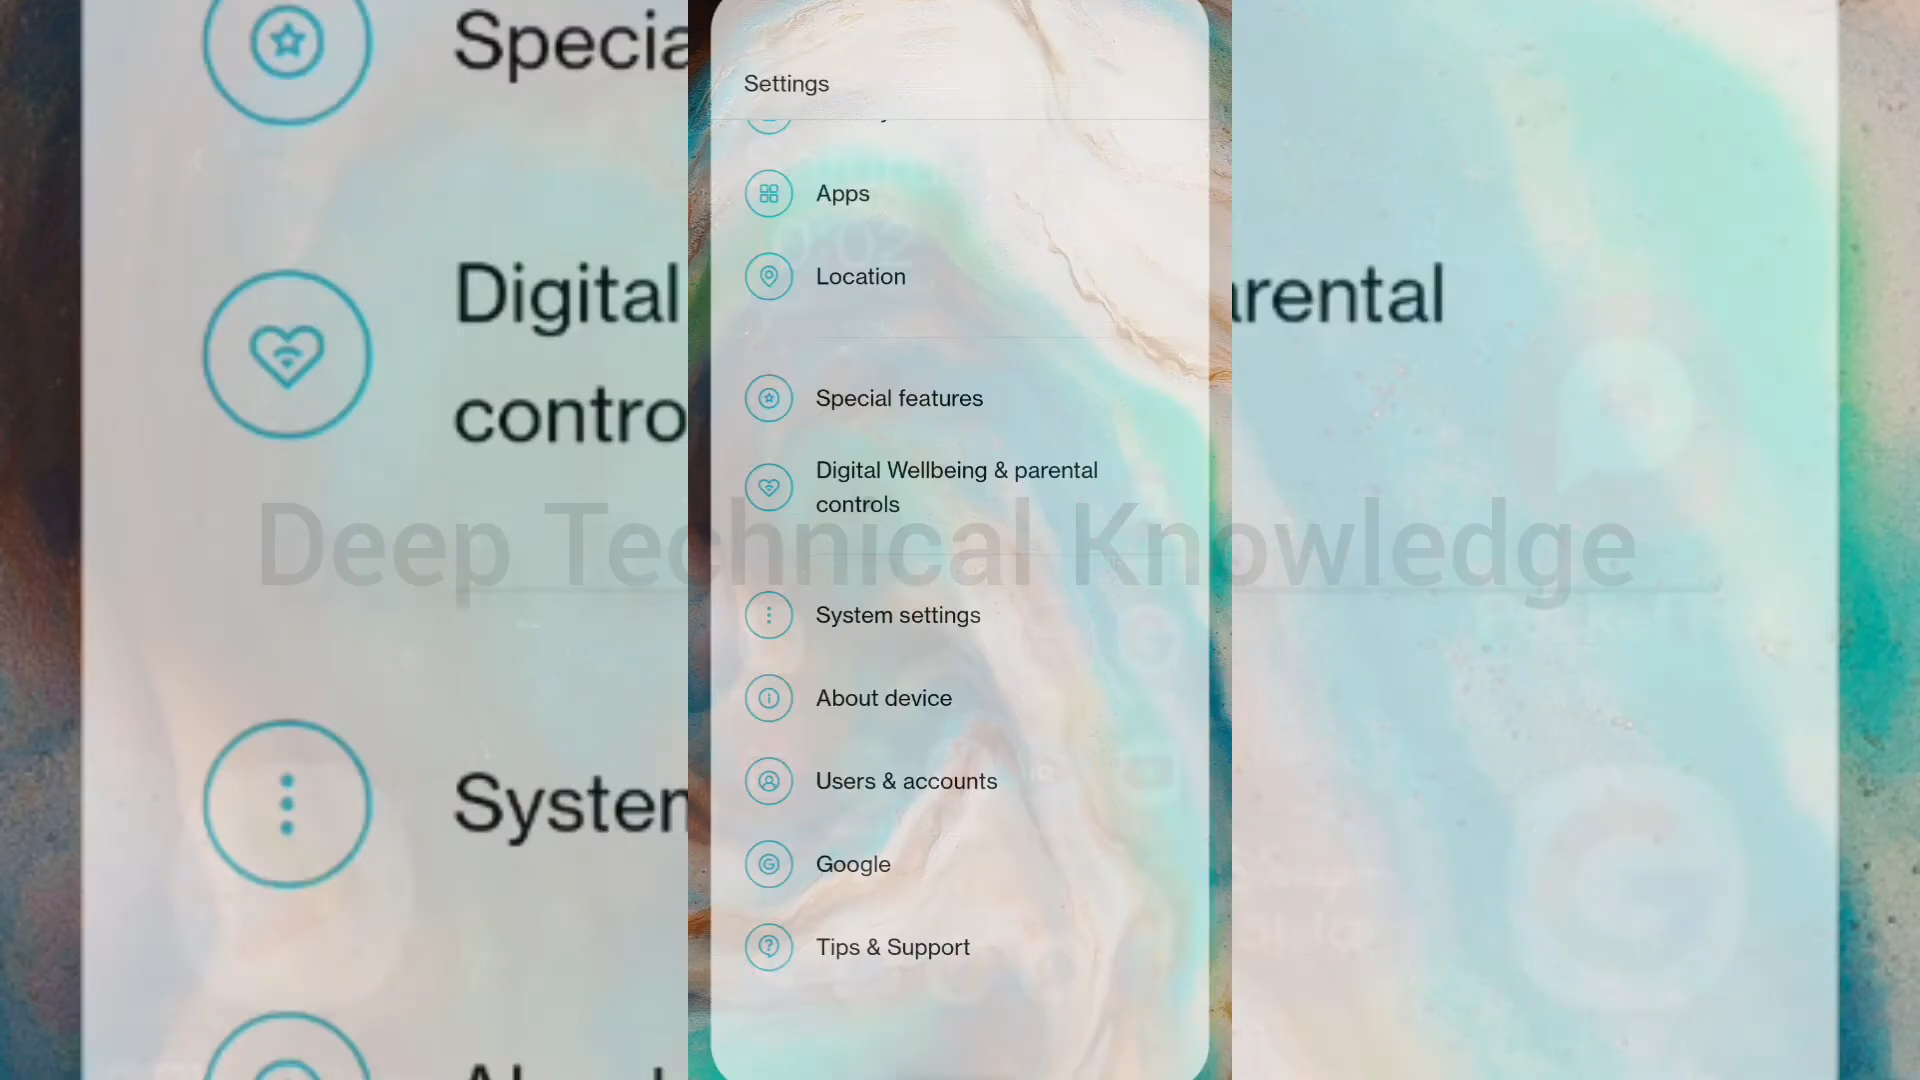 Settings
Apps
Location
Special features
Digital Wellbeing & parental
controls
System settings
About device
Users & accounts
Google
Tips & Support
Deep Technical Knowledge
Specia
Digital
arental
contro
System